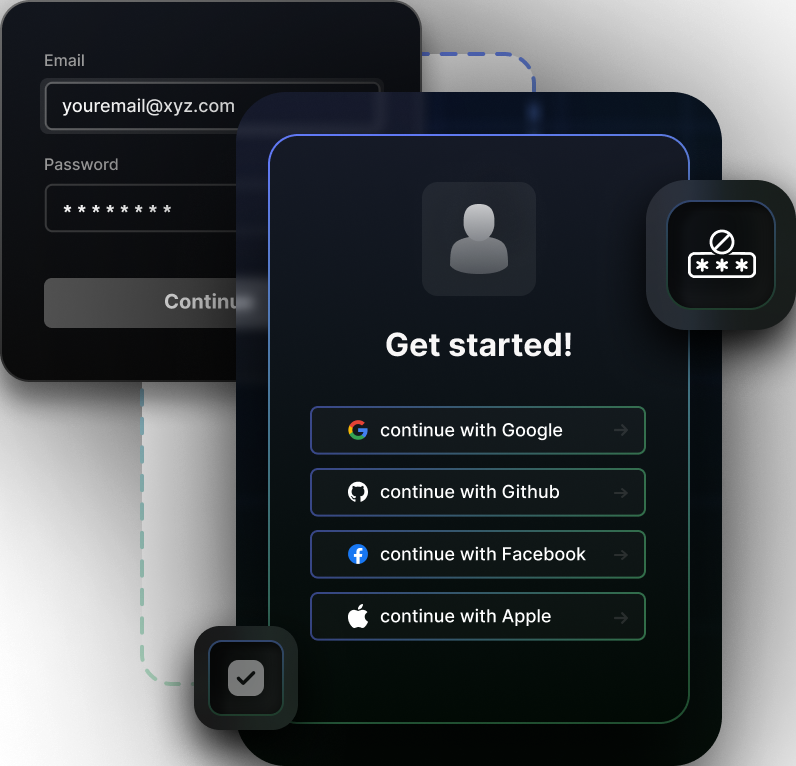 Email
youremail@xyz.com
Password
********
Continue
Get started!
continue with Google
continue with Github
continue with Facebook
continue with Apple
***